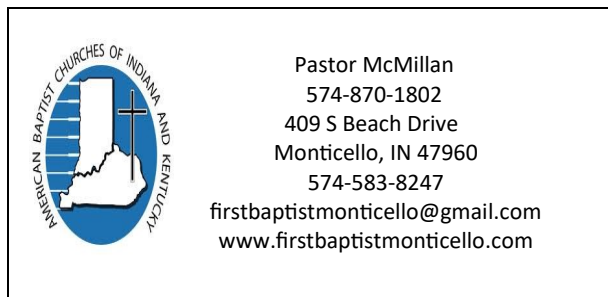 AMERICAN BAPTIST CHURCHES OF INDIANA AND KENTUCKY
Pastor McMillan
574-870-1802
409 S Beach Drive
Monticello, IN 47960
574-583-8247
firstbaptistmonticello@gmail.com
www.firstbaptistmonticello.com